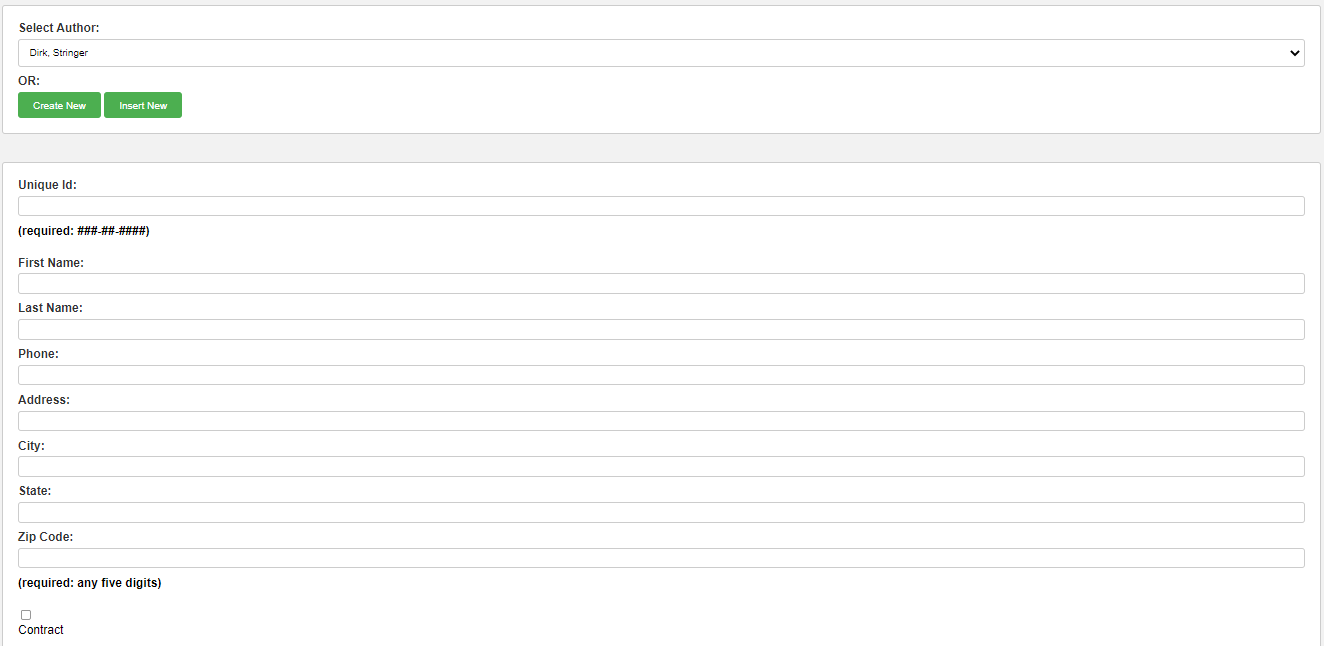 Select Author:
Dirk, Stringer
OR:
Create New Insert New
Unique Id:
(required: ###-##-####)
First Name:
Last Name:
Phone:
Address:
City:
State:
Zip Code:
(required: any five digits)
Contract